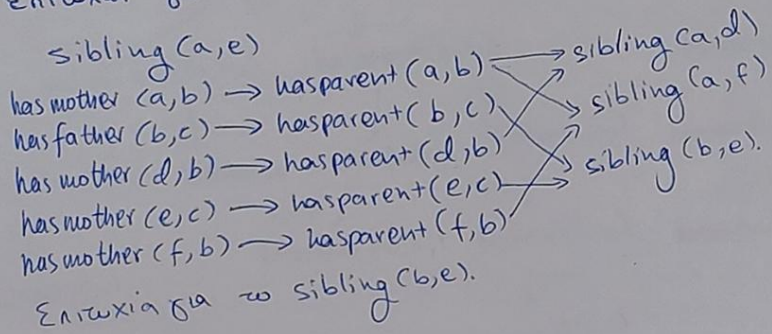 sibling (a,e)
has mother (a,b) → hasparent (a,b) → sibling (a,d)
has father (b,c) → hasparent (b,c) → sibling (a,f)
has mother (d,b) → hasparent (d,b) → sibling (b,e).
has mother (e,c) → hasparent (e,c)
has mother (f,b) → hasparent (f,b)
Επιτυχία για το sibling (b,e).